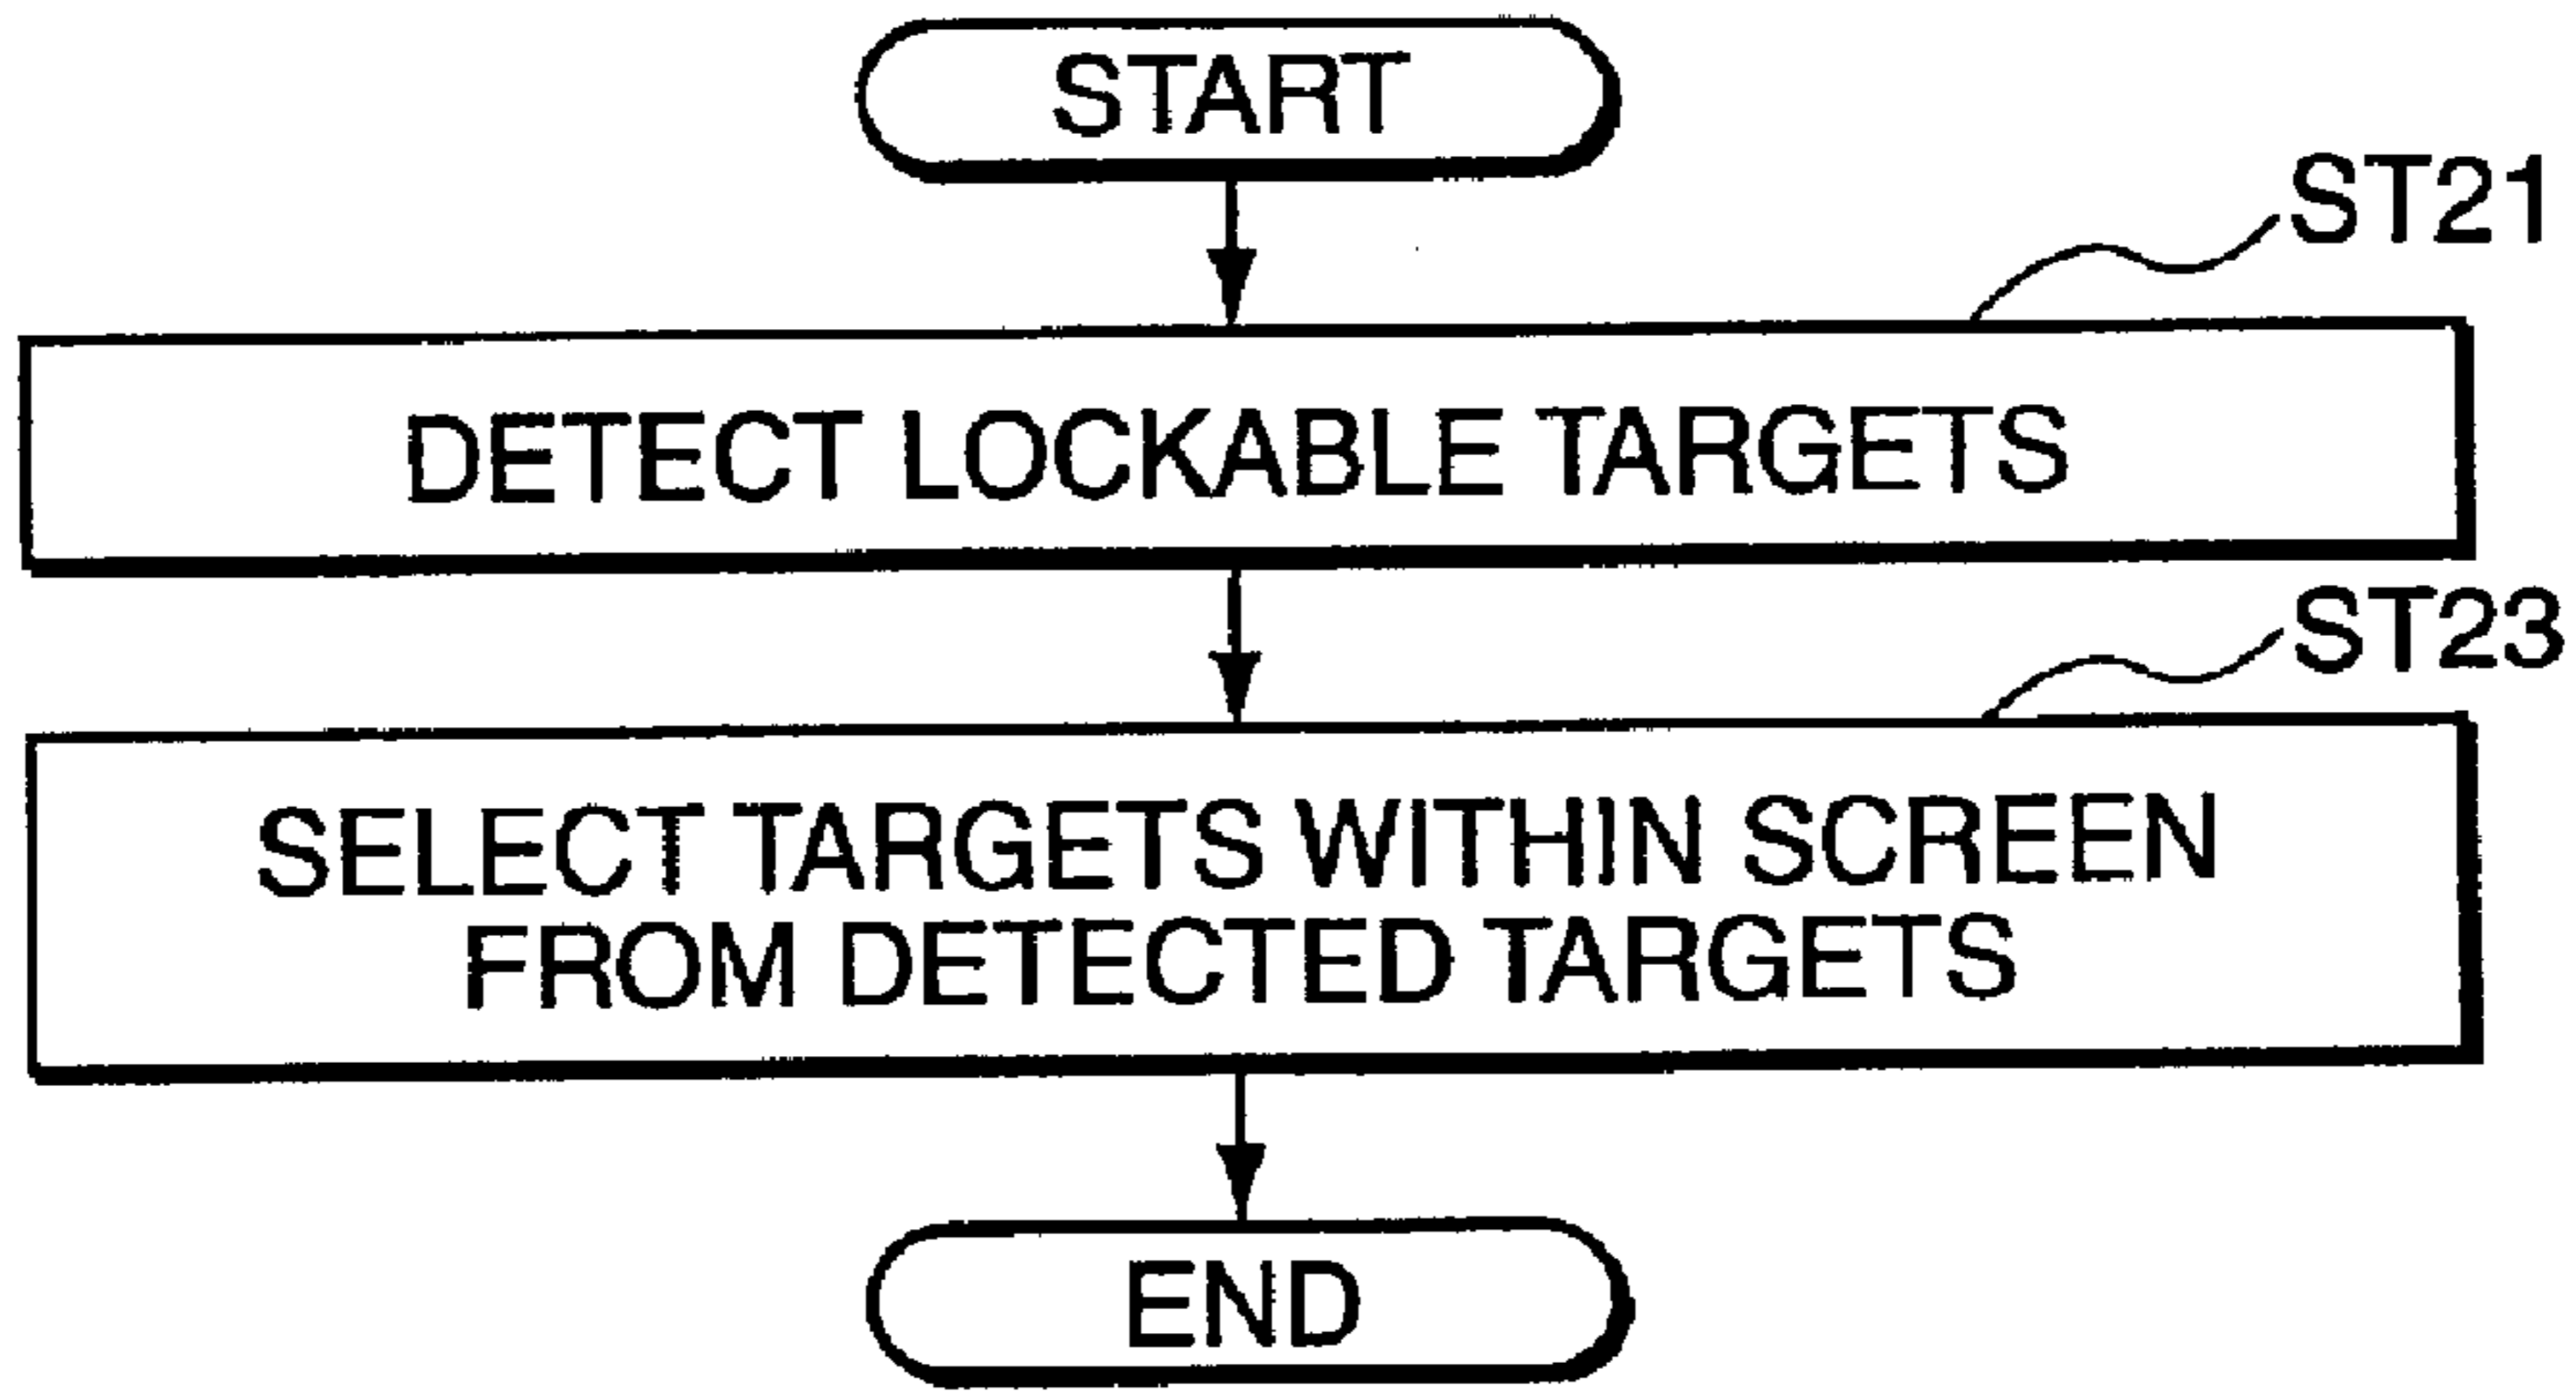 START
ST21
DETECT LOCKABLE TARGETS
ST23
SELECT TARGETS WITHIN SCREEN
FROM DETECTED TARGETS
END